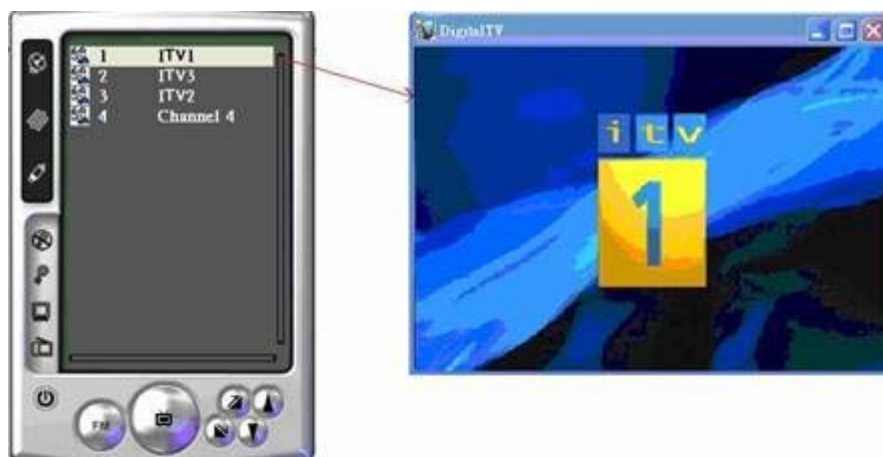 1 ITV1
2 ITV3
3 ITV2
4 Channel 4
FM
DigitalTV
itv
1